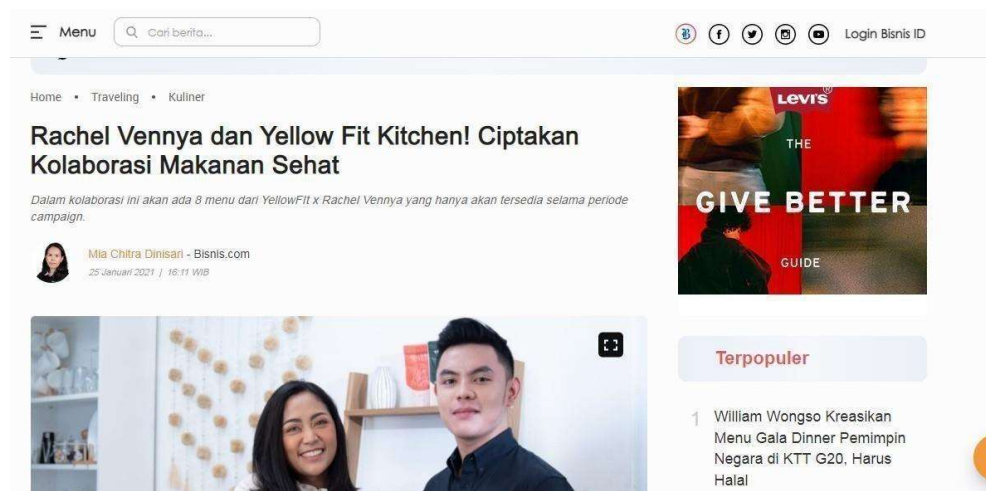 Menu
Cari berita...
Login Bisnis ID
Home • Traveling • Kuliner
Rachel Vennya dan Yellow Fit Kitchen! Ciptakan
Kolaborasi Makanan Sehat
Dalam kolaborasi ini akan ada 8 menu dari YellowFIt x Rachel Vennya yang hanya akan tersedia selama periode
campaign.
Mia Chitra Dinisari - Bisnis.com
25 Januari 2021 | 16:11 WIB
Levi's®
THE
GIVE BETTER
GUIDE
Terpopuler
1 William Wongso Kreasikan
Menu Gala Dinner Pemimpin
Negara di KTT G20, Harus
Halal